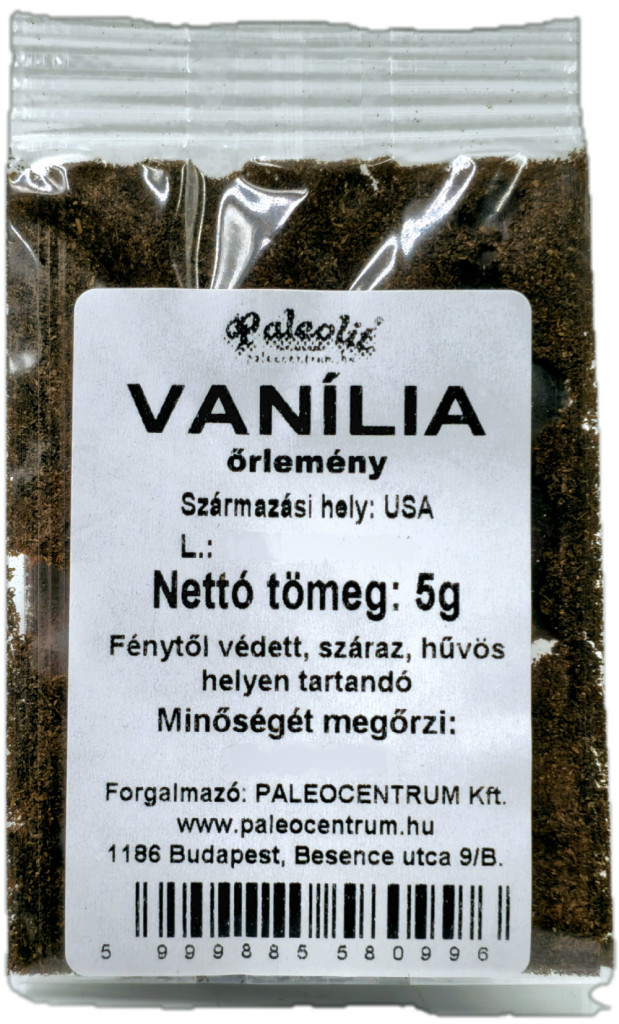 Paleolit®
paleocentrum.hu
VANÍLIA
őrlemény
Származási hely: USA
L.:
Nettó tömeg: 5g
Fénytől védett, száraz, hűvös
helyen tartandó
Minőségét megőrzi:
Forgalmazó: PALEOCENTRUM Kft.
www.paleocentrum.hu
1186 Budapest, Besence utca 9/B.
5 999885 580996